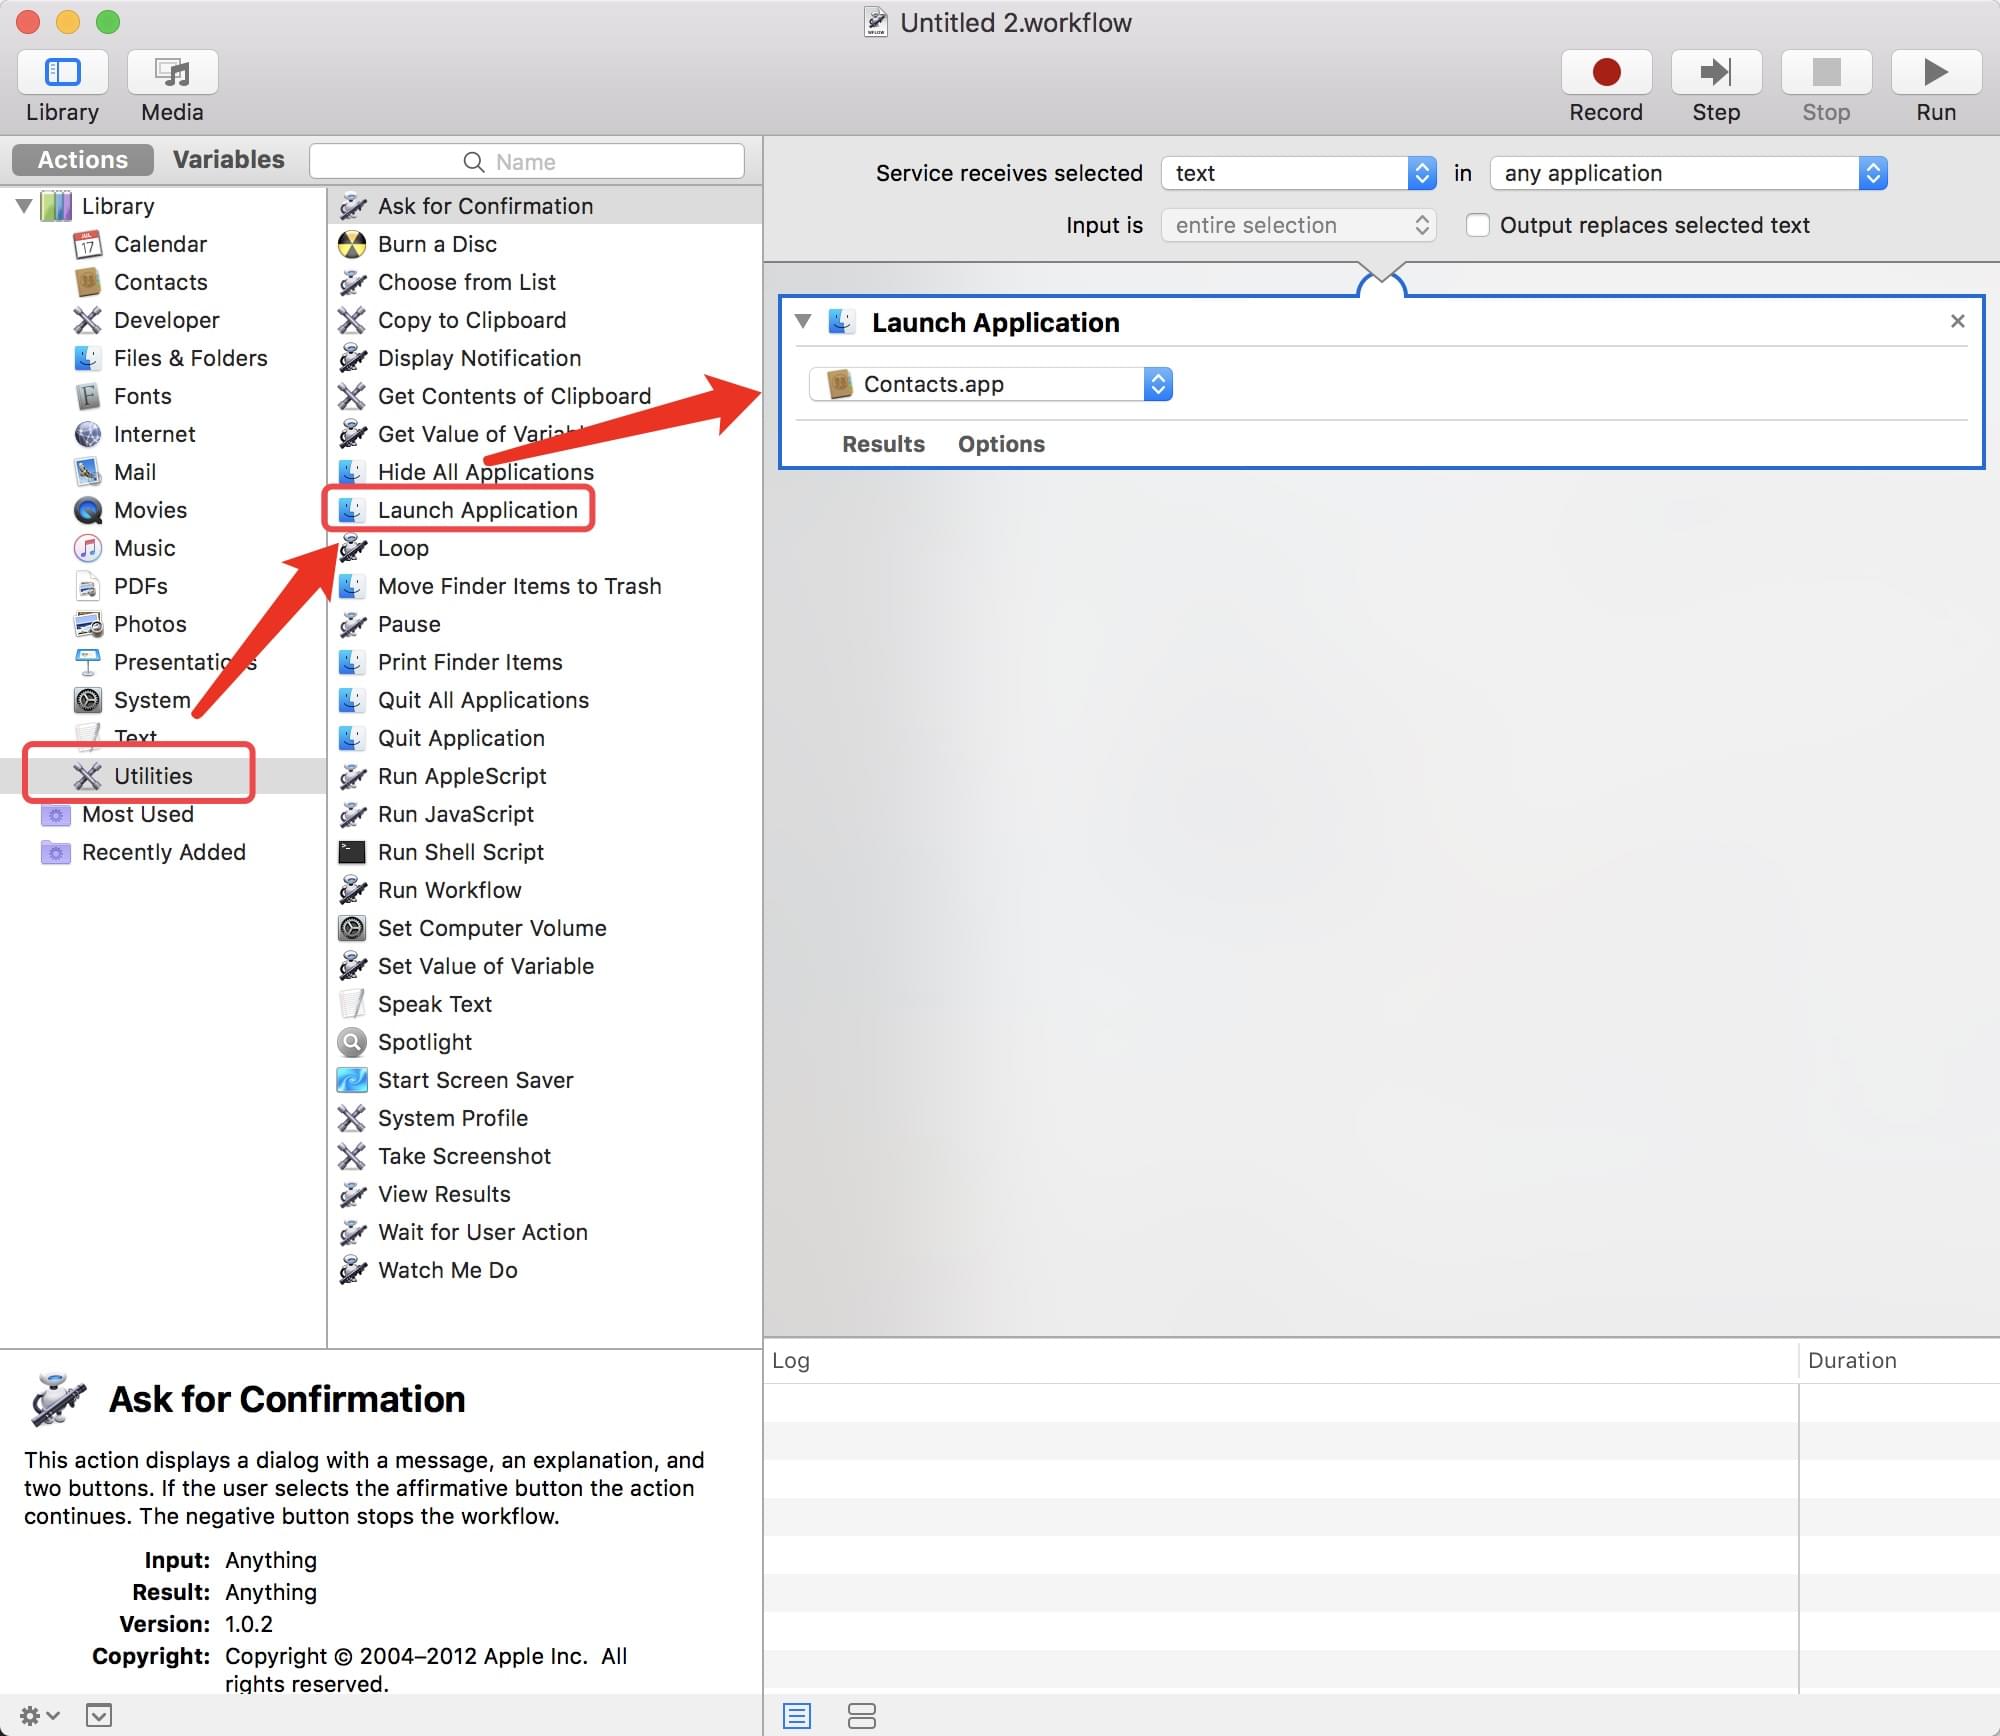 Untitled 2.workflow
Library
Media
Record
Step
Stop
Run
Actions
Variables
Name
Library
Calendar
Contacts
Developer
Files & Folders
Fonts
Internet
Mail
Movies
Music
PDFs
Photos
Presentations
System
Text
Utilities
Most Used
Recently Added
Ask for Confirmation
Burn a Disc
Choose from List
Copy to Clipboard
Display Notification
Get Contents of Clipboard
Get Value of Variable
Hide All Applications
Launch Application
Loop
Move Finder Items to Trash
Pause
Print Finder Items
Quit All Applications
Quit Application
Run AppleScript
Run JavaScript
Run Shell Script
Run Workflow
Set Computer Volume
Set Value of Variable
Speak Text
Spotlight
Start Screen Saver
System Profile
Take Screenshot
View Results
Wait for User Action
Watch Me Do
Service receives selected text in any application
Input is entire selection Output replaces selected text
Launch Application
Contacts.app
Results Options
Log Duration
Ask for Confirmation
This action displays a dialog with a message, an explanation, and
two buttons. If the user selects the affirmative button the action
continues. The negative button stops the workflow.
Input: Anything
Result: Anything
Version: 1.0.2
Copyright: Copyright © 2004–2012 Apple Inc. All
rights reserved.